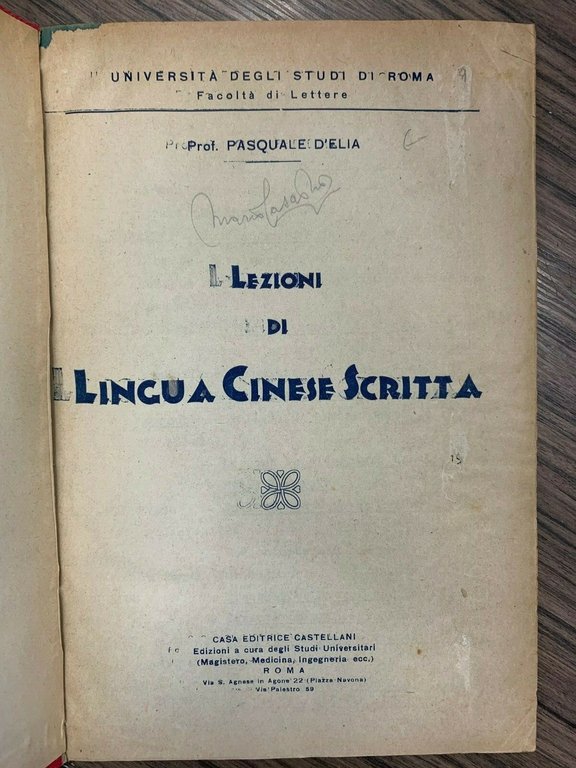 UNIVERSITÀ DEGLI STUDI DI ROMA
Facoltà di Lettere
Prof. PASQUALE D'ELIA
LEZIONI
DI
LINGUA CINESE SCRITTA
CASA EDITRICE CASTELLANI
Edizioni a cura degli Studi Universitari
(Magistero, Medicina, Ingegneria ecc.)
ROMA
Via S. Agnese in Agone 22 (Piazza Navona)
Via Palestro 59